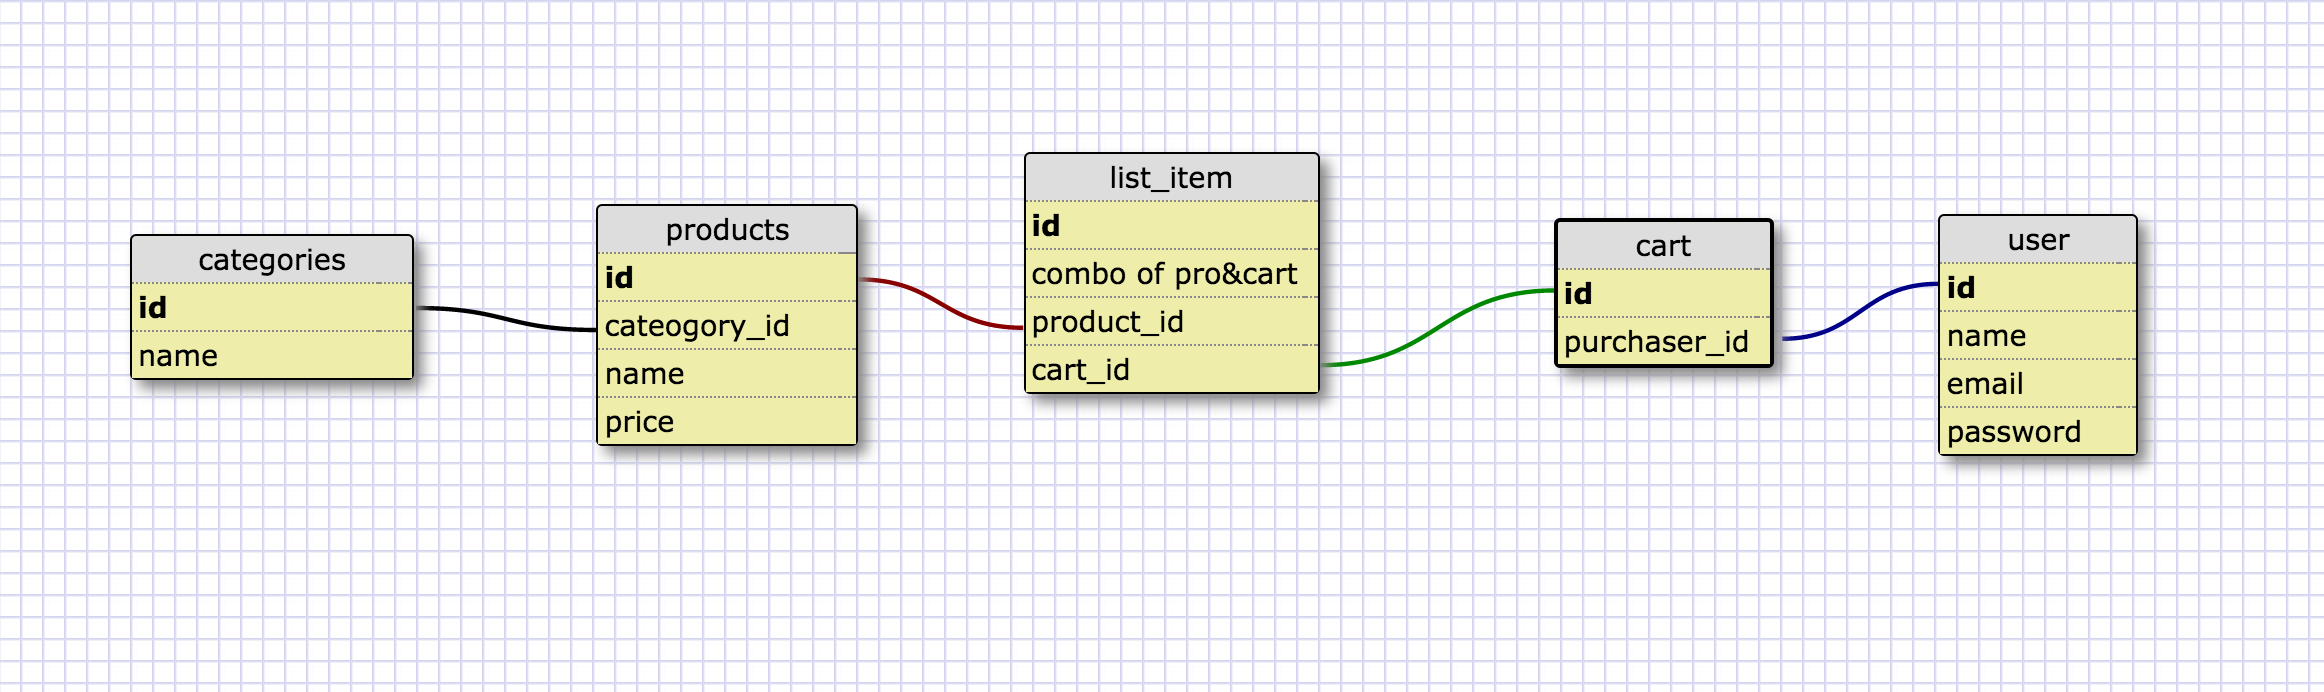 categories
id
name
products
id
cateogory_id
name
price
list_item
id
combo of pro&cart
product_id
cart_id
cart
id
purchaser_id
user
id
name
email
password